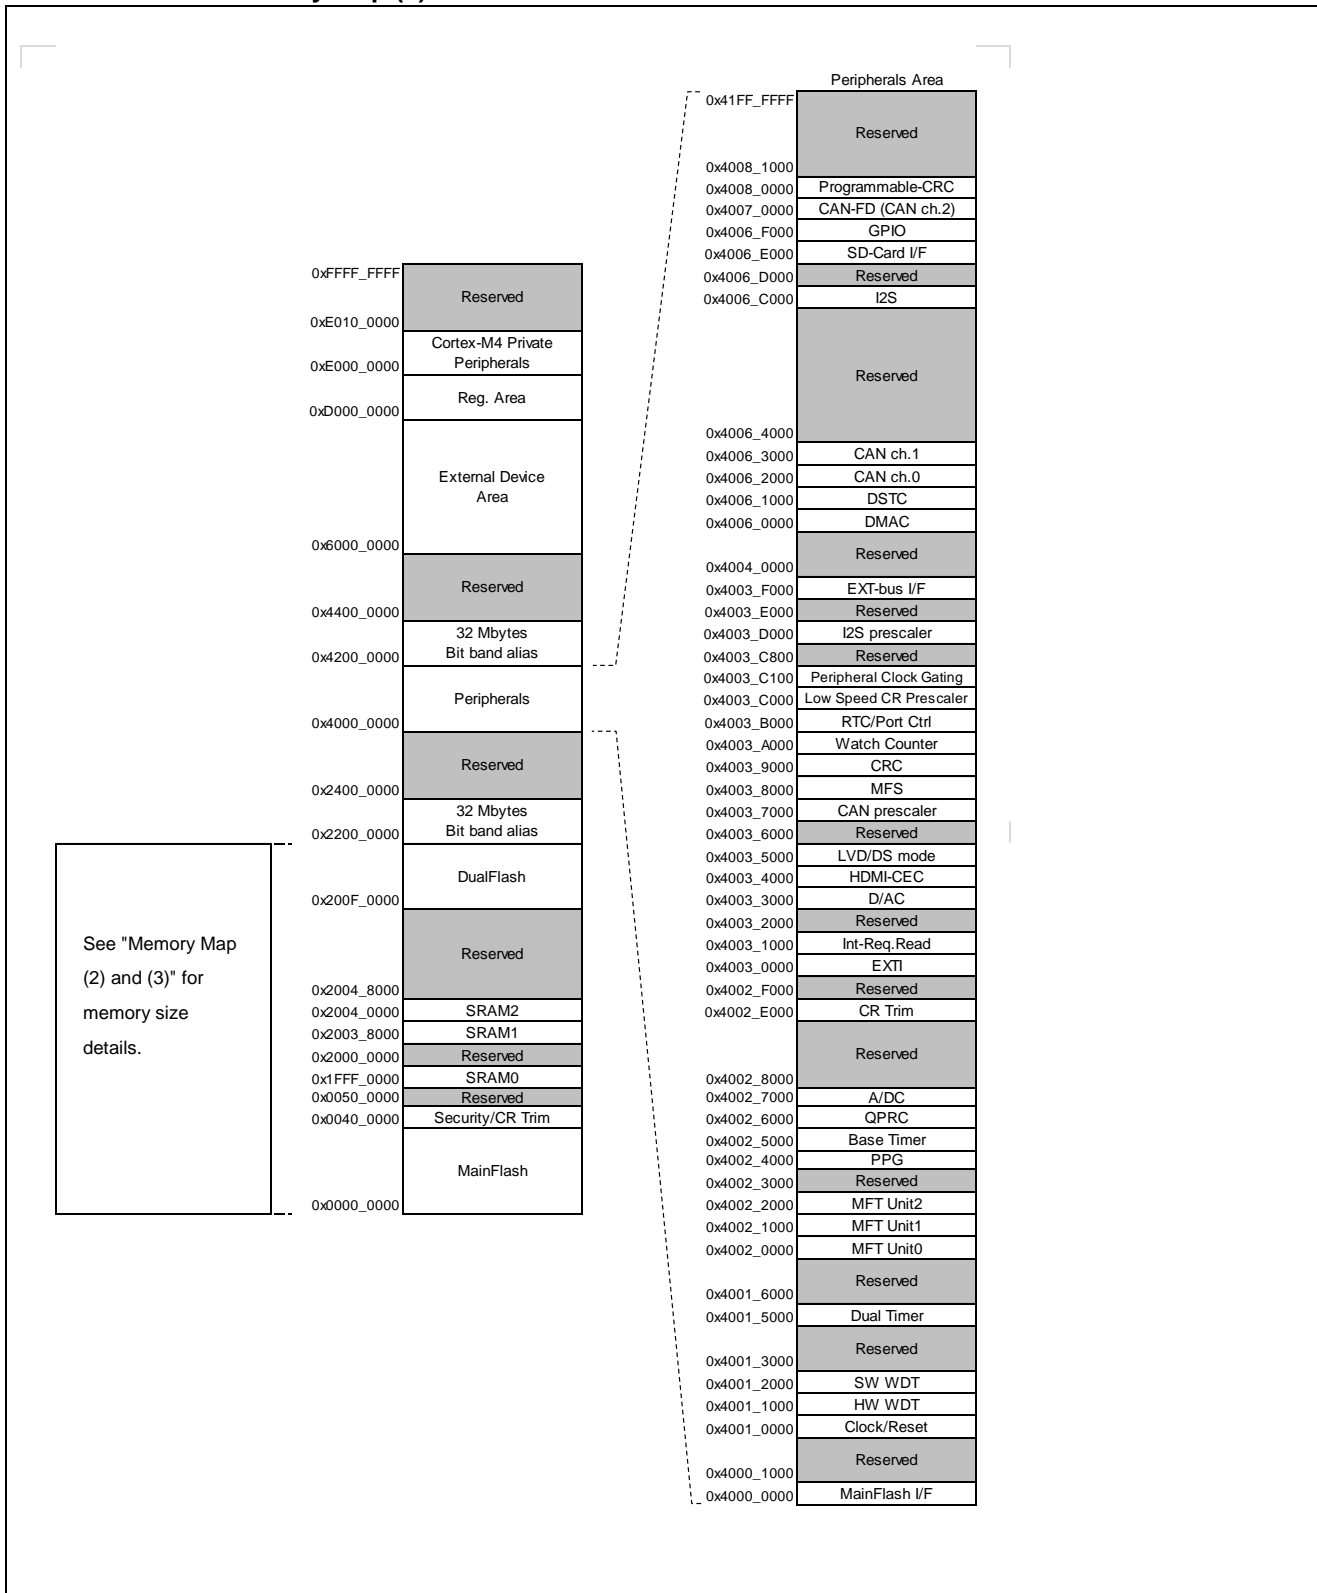 Peripherals Area
0x41FF_FFFF
Reserved
0x4008_1000
0x4008_0000 Programmable-CRC
0x4007_0000 CAN-FD (CAN ch.2)
0x4006_F000 GPIO
0x4006_E000 SD-Card I/F
0x4006_D000 Reserved
0x4006_C000 I2S
Reserved
0x4006_4000
0x4006_3000 CAN ch.1
0x4006_2000 CAN ch.0
0x4006_1000 DSTC
0x4006_0000 DMAC
Reserved
0x4004_0000
0x4003_F000 EXT-bus I/F
0x4003_E000 Reserved
0x4003_D000 I2S prescaler
0x4003_C800 Reserved
0x4003_C100 Peripheral Clock Gating
0x4003_C000 Low Speed CR Prescaler
0x4003_B000 RTC/Port Ctrl
0x4003_A000 Watch Counter
0x4003_9000 CRC
0x4003_8000 MFS
0x4003_7000 CAN prescaler
0x4003_6000 Reserved
0x4003_5000 LVD/DS mode
0x4003_4000 HDMI-CEC
0x4003_3000 D/AC
0x4003_2000 Reserved
0x4003_1000 Int-Req.Read
0x4003_0000 EXTI
0x4002_F000 Reserved
0x4002_E000 CR Trim
Reserved
0x4002_8000
0x4002_7000 A/DC
0x4002_6000 QPRC
0x4002_5000 Base Timer
0x4002_4000 PPG
0x4002_3000 Reserved
0x4002_2000 MFT Unit2
0x4002_1000 MFT Unit1
0x4002_0000 MFT Unit0
Reserved
0x4001_6000
0x4001_5000 Dual Timer
Reserved
0x4001_3000
0x4001_2000 SW WDT
0x4001_1000 HW WDT
0x4001_0000 Clock/Reset
Reserved
0x4000_1000
0x4000_0000 MainFlash I/F
0xFFFF_FFFF
Reserved
0xE010_0000
Cortex-M4 Private
0xE000_0000 Peripherals
Reg. Area
0xD000_0000
External Device
Area
0x6000_0000
Reserved
0x4400_0000
32 Mbytes
0x4200_0000 Bit band alias
Peripherals
0x4000_0000
Reserved
0x2400_0000
32 Mbytes
0x2200_0000 Bit band alias
DualFlash
0x200F_0000
Reserved
0x2004_8000
0x2004_0000 SRAM2
0x2003_8000 SRAM1
0x2000_0000 Reserved
0x1FFF_0000 SRAM0
0x0050_0000 Reserved
0x0040_0000 Security/CR Trim
MainFlash
0x0000_0000
See "Memory Map
(2) and (3)" for
memory size
details.